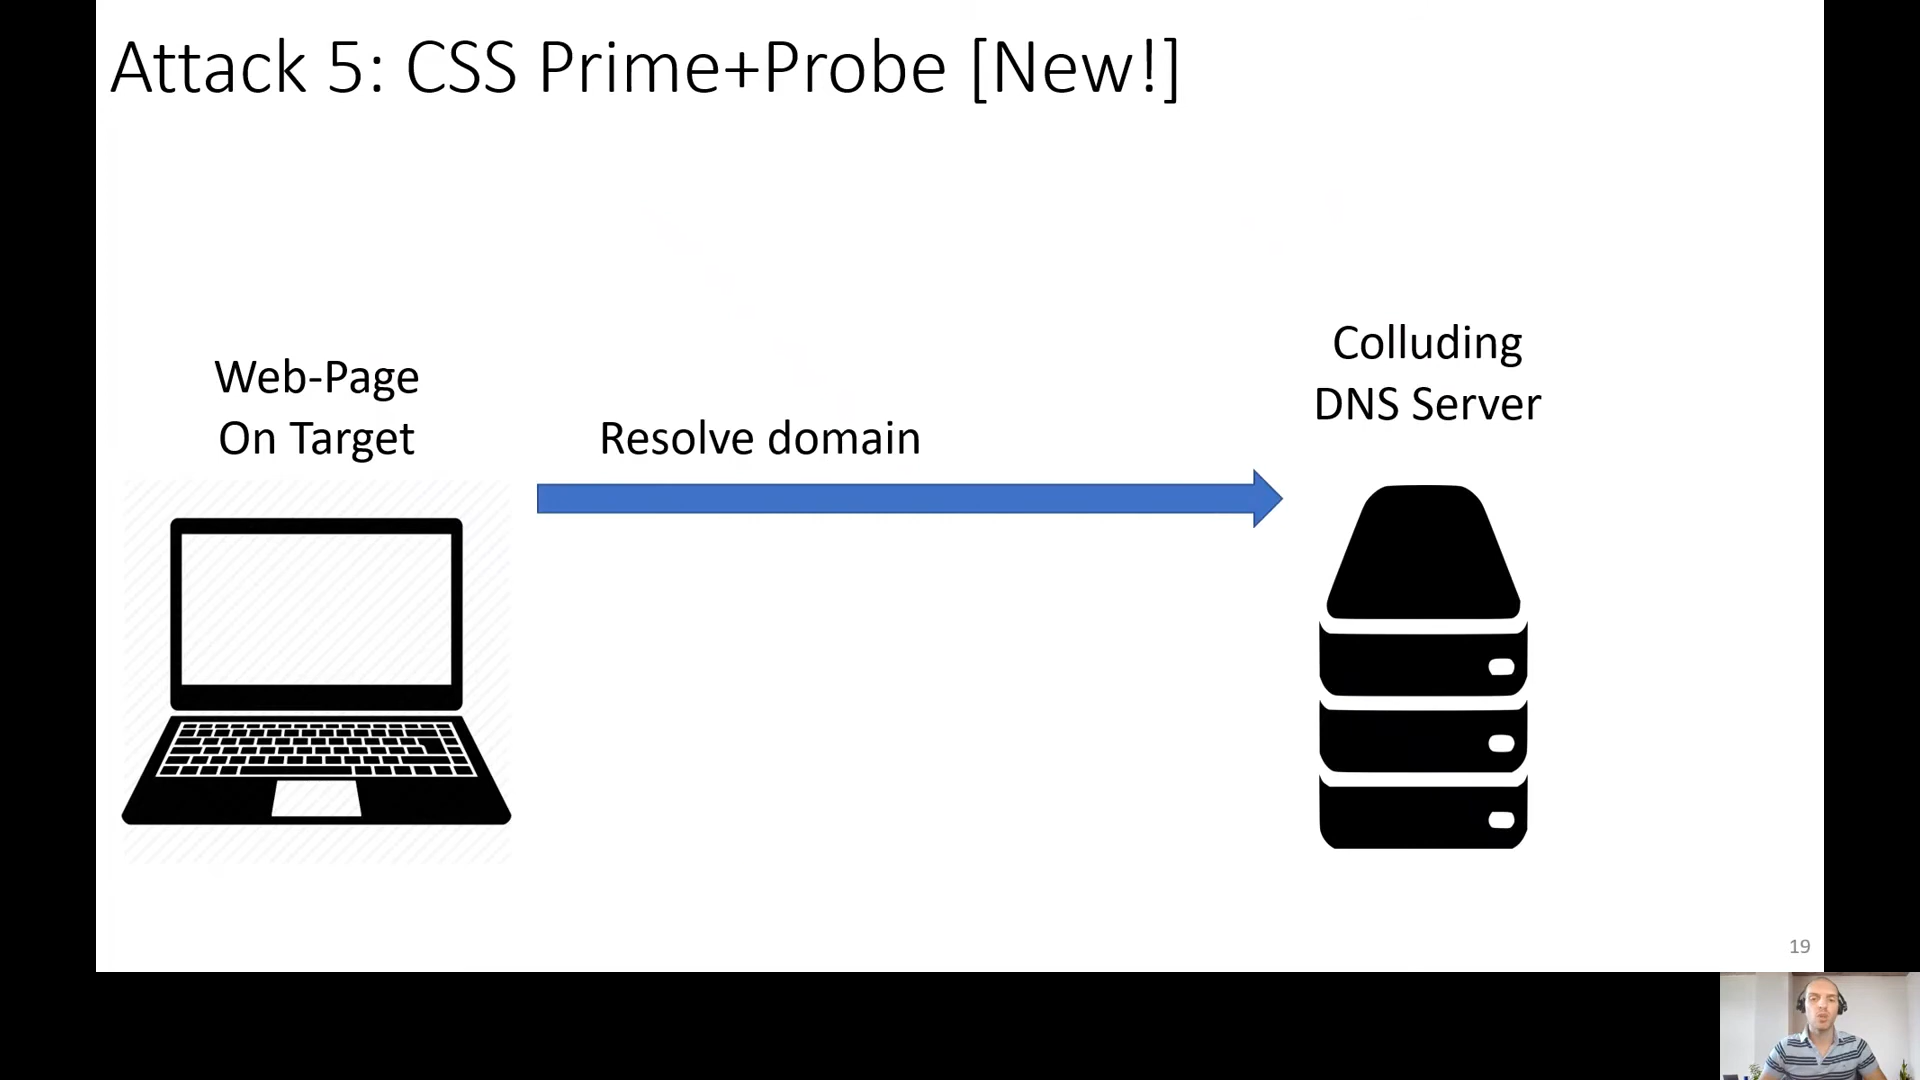 Attack 5: CSS Prime+Probe [New!]
Web-Page
On Target
Resolve domain
Colluding
DNS Server
19